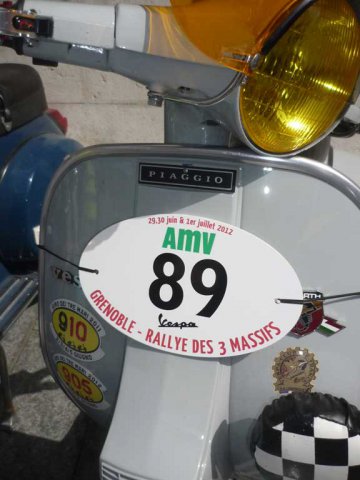 PIAGGIO
29.30 juin & 1er juillet 2012
AMV
89
Vespa
GRENOBLE - RALLYE DES 3 MASSIFS
910
905